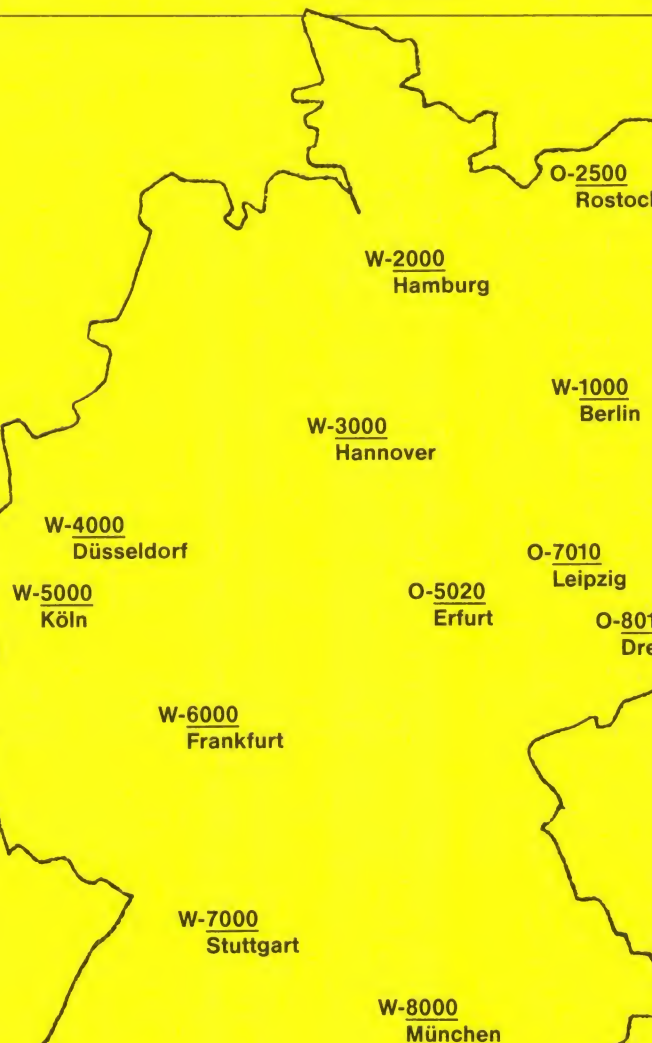 O-2500
W-2000
Hamburg
W-1000
Berlin
W-3000
Hannover
W-4000
Düsseldorf
O-7010
Leipzig
W-5000
Köln
O-5020
Erfurt
W-6000
Frankfurt
W-7000
Stuttgart
W-8000
München